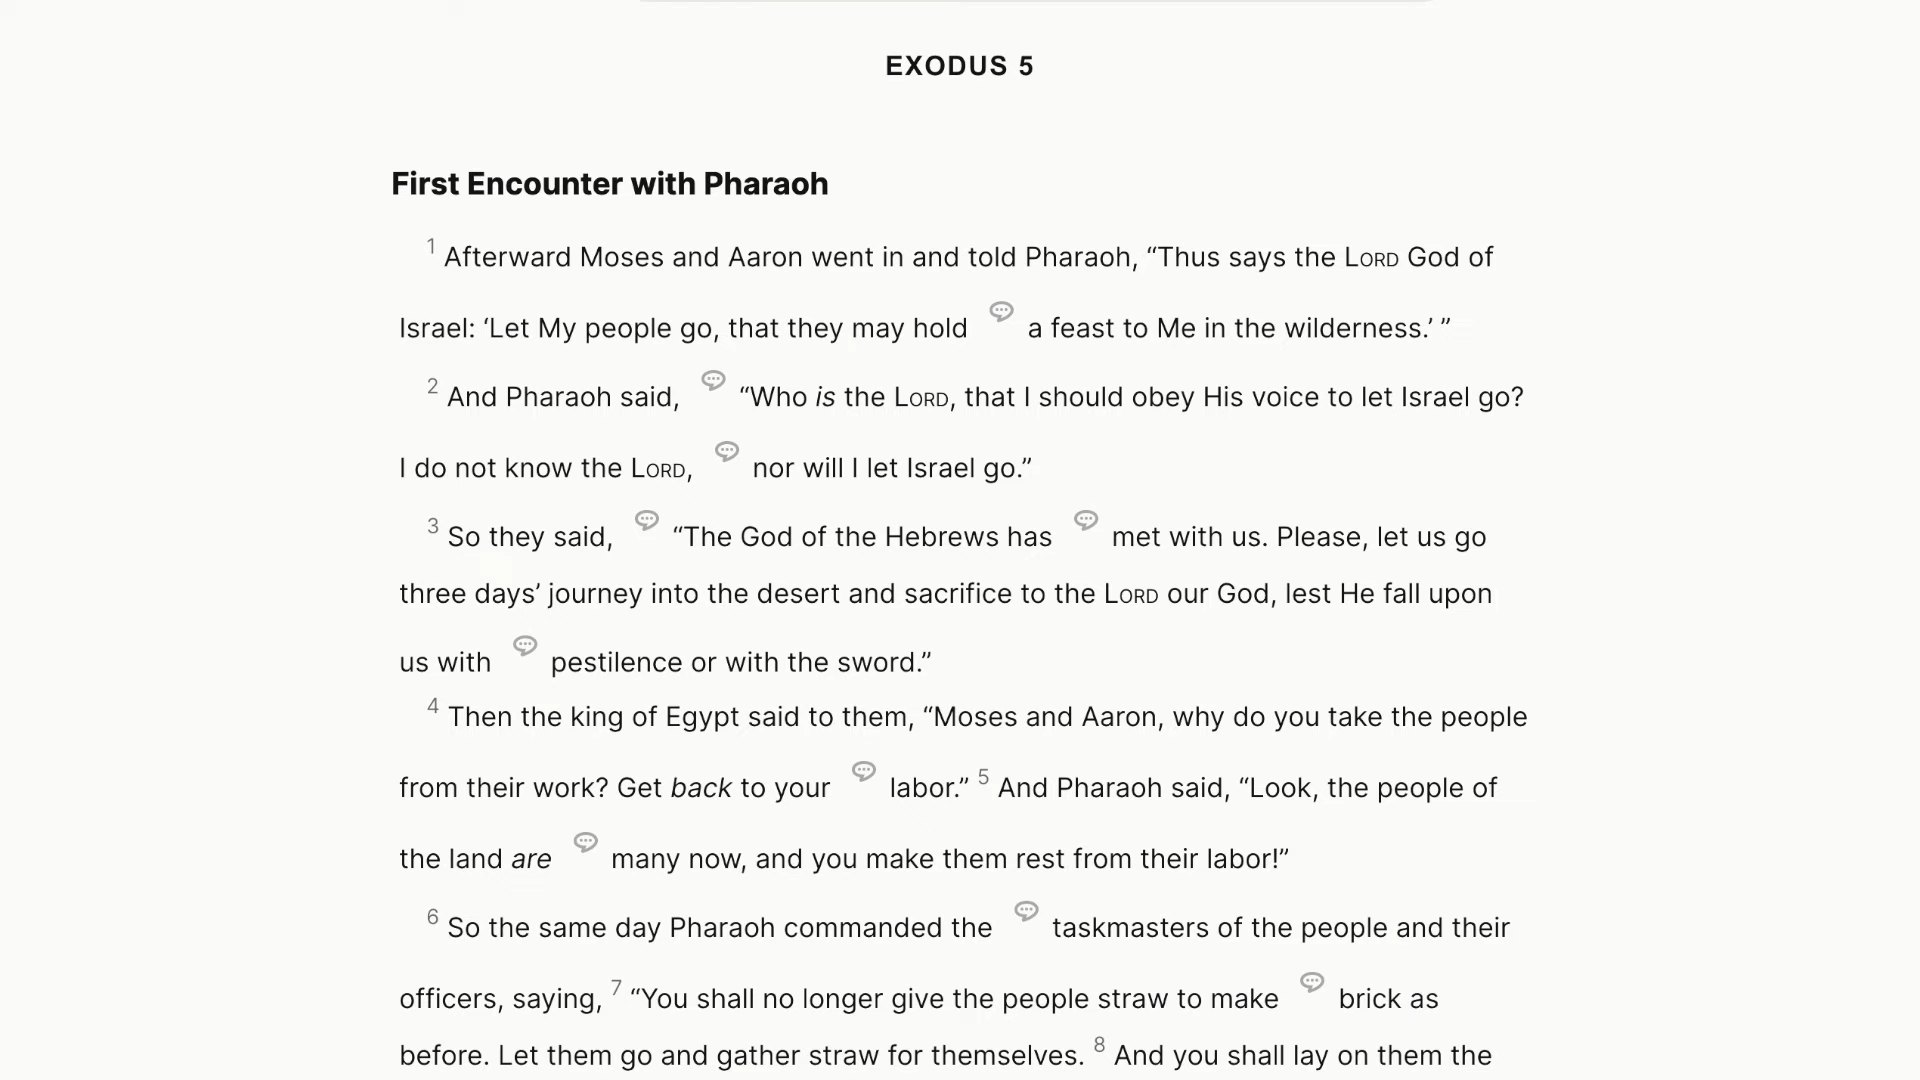 EXODUS 5
First Encounter with Pharaoh
1 Afterward Moses and Aaron went in and told Pharaoh, “Thus says the LORD God of
Israel: ‘Let My people go, that they may hold a feast to Me in the wilderness.’ ”
2 And Pharaoh said, “Who is the LORD, that I should obey His voice to let Israel go?
I do not know the LORD, nor will I let Israel go.”
3 So they said, “The God of the Hebrews has met with us. Please, let us go
three days’ journey into the desert and sacrifice to the LORD our God, lest He fall upon
us with pestilence or with the sword.”
4 Then the king of Egypt said to them, “Moses and Aaron, why do you take the people
from their work? Get back to your labor.” 5 And Pharaoh said, “Look, the people of
the land are many now, and you make them rest from their labor!”
6 So the same day Pharaoh commanded the taskmasters of the people and their
officers, saying, 7 “You shall no longer give the people straw to make brick as
before. Let them go and gather straw for themselves. 8 And you shall lay on them the